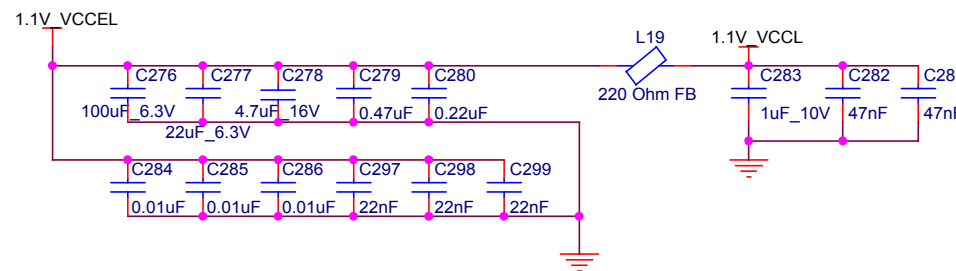 1.1V_VCCEL
L19
1.1V_VCCL
C276
C277
C278
C279
C280
C283
C282
C28
100uF_6.3V
22uF_6.3V
4.7uF_16V
0.47uF
0.22uF
220 Ohm FB
1uF_10V
47nF
47nF
C284
C285
C286
C297
C298
C299
0.01uF
0.01uF
0.01uF
22nF
22nF
22nF